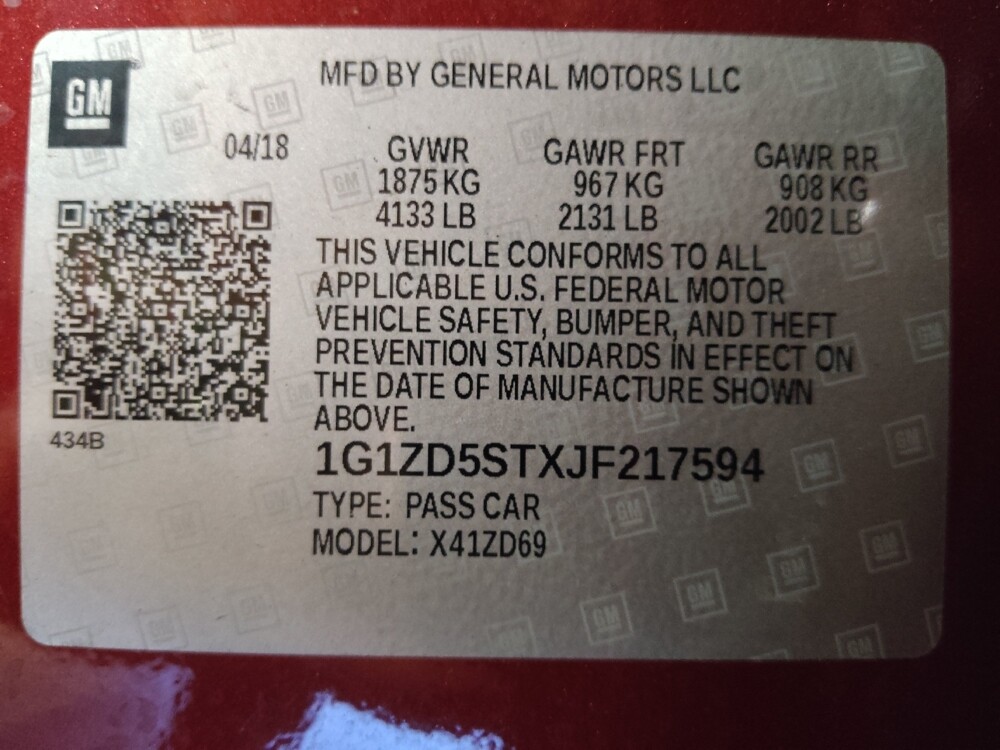 GM
MFD BY GENERAL MOTORS LLC
04/18
GVWR GAWR FRT GAWR RR
1875 KG 967 KG 908 KG
4133 LB 2131 LB 2002 LB
THIS VEHICLE CONFORMS TO ALL
APPLICABLE U.S. FEDERAL MOTOR
VEHICLE SAFETY, BUMPER, AND THEFT
PREVENTION STANDARDS IN EFFECT ON
THE DATE OF MANUFACTURE SHOWN
ABOVE.
434B
1G1ZD5STXJF217594
TYPE: PASS CAR
MODEL: X41ZD69